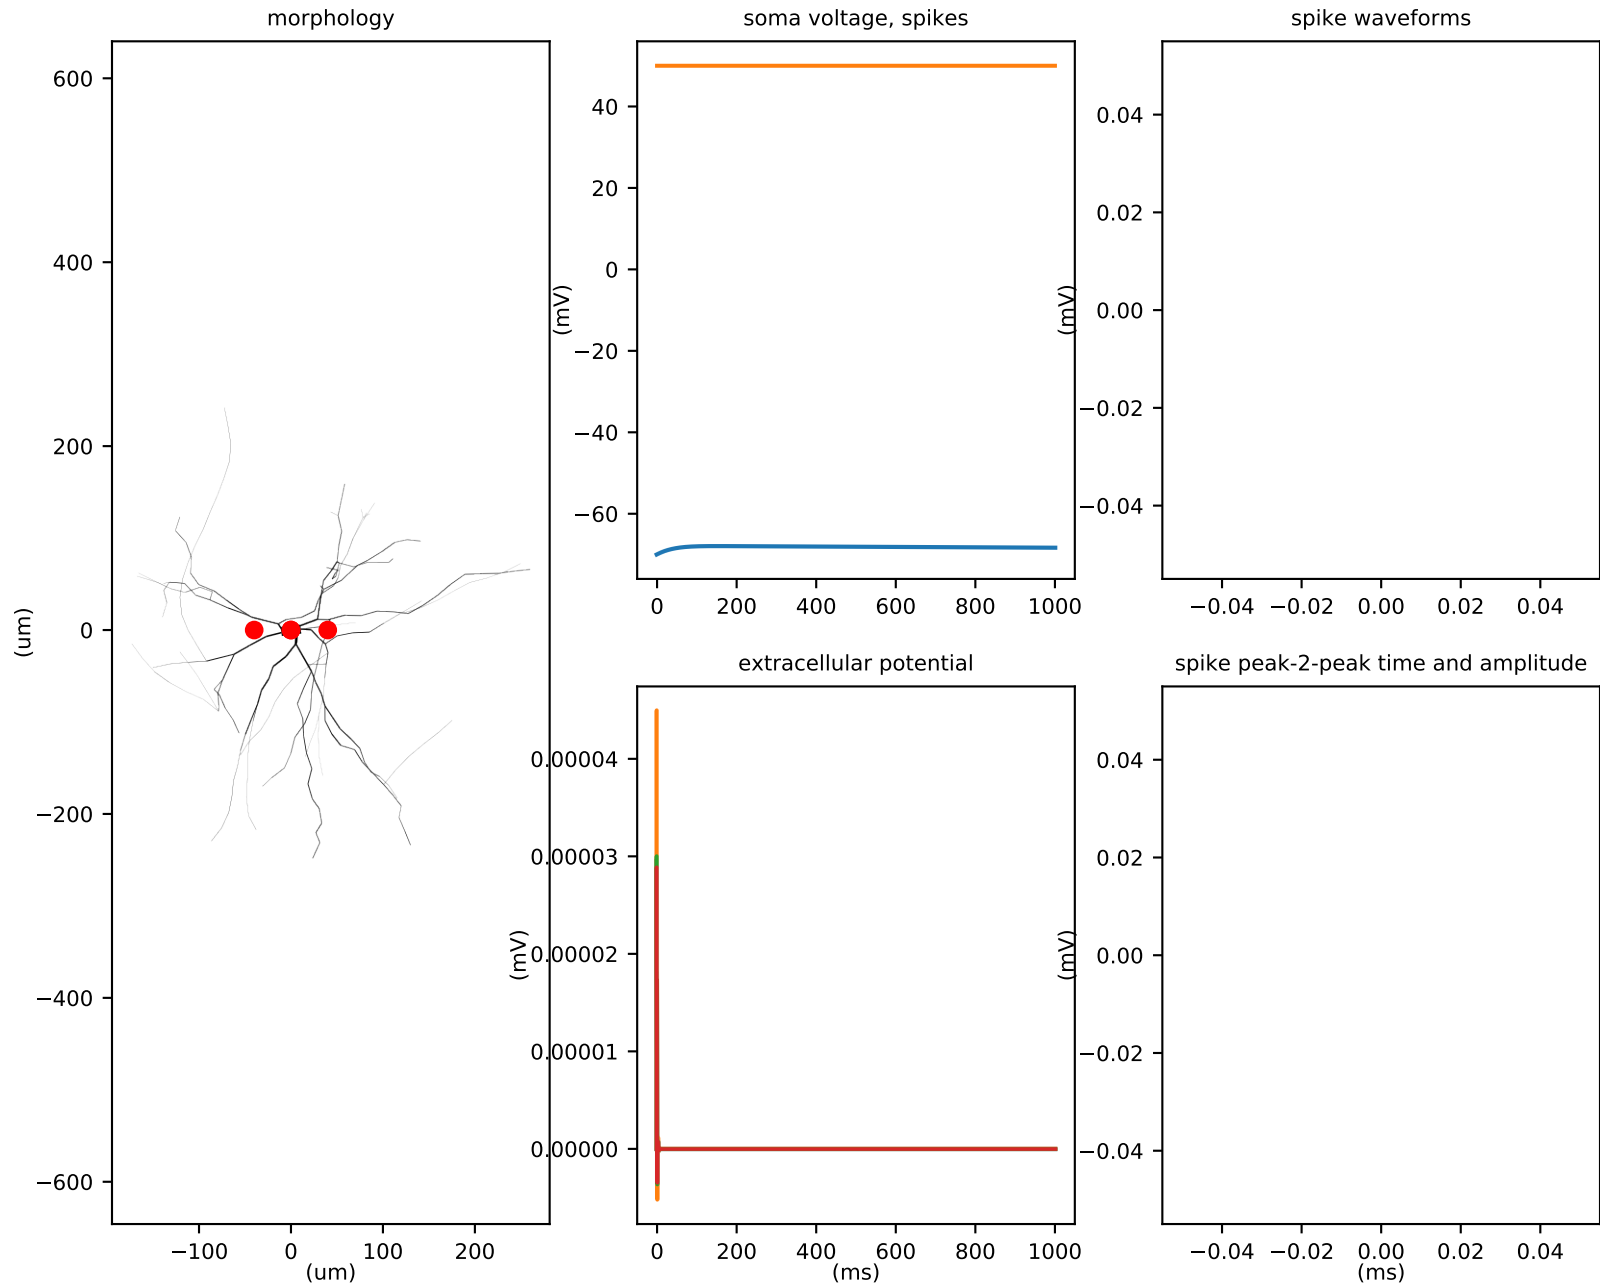 morphology
600
400
200
0
−200
−400
−600
(um)
−100 0 100 200
(um)
soma voltage, spikes
40
20
0
−20
−40
−60
(mV)
0 200 400 600 800 1000
spike waveforms
0.04
0.02
0.00
−0.02
−0.04
(mV)
−0.04 −0.02 0.00 0.02 0.04
extracellular potential
0.00004
0.00003
0.00002
0.00001
0.00000
(mV)
0 200 400 600 800 1000
(ms)
spike peak-2-peak time and amplitude
0.04
0.02
0.00
−0.02
−0.04
(mV)
−0.04 −0.02 0.00 0.02 0.04
(ms)